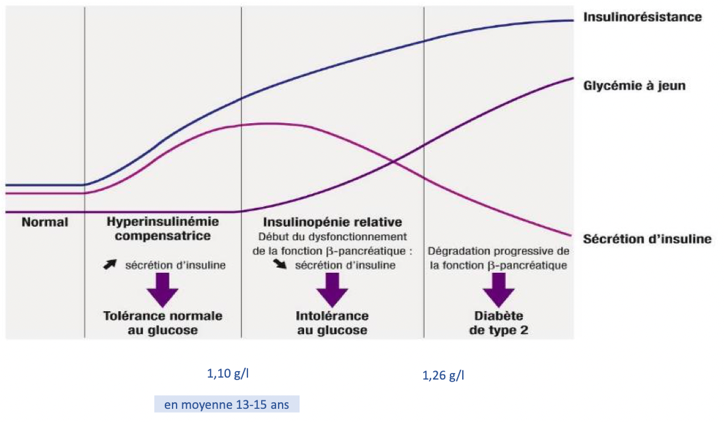 Insulinorésistance
Glycémie à jeun
Sécrétion d'insuline
Normal
Hyperinsulinémie
compensatrice
sécrétion d'insuline
Tolérance normale
au glucose
Insulinopénie relative
Début du dysfonctionnement
de la fonction β-pancréatique :
sécrétion d'insuline
Intolérance
au glucose
Dégradation progressive de
la fonction β-pancréatique
Diabète
de type 2
1,10 g/l
1,26 g/l
en moyenne 13-15 ans